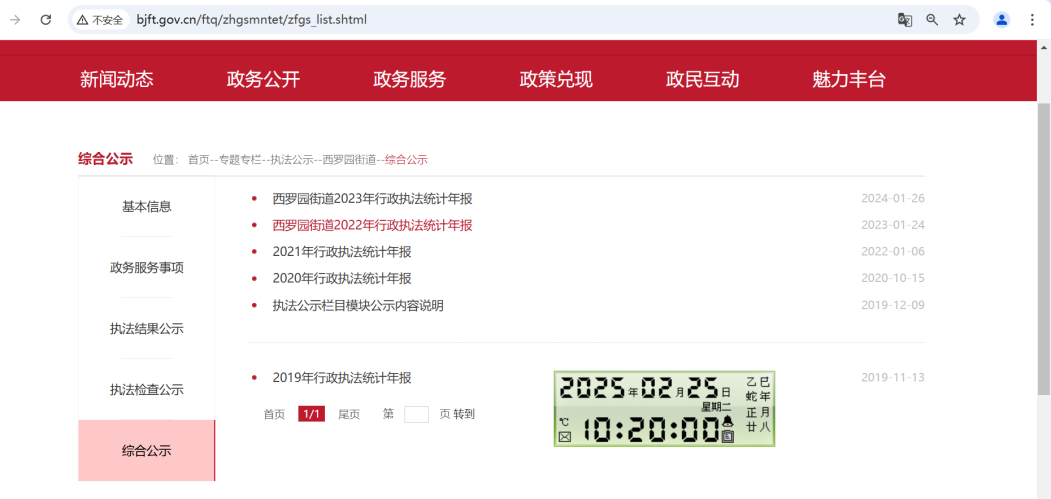 不安全 bjft.gov.cn/ftq/zhgsmntet/zfgs_list.shtml
新闻动态 政务公开 政务服务 政策兑现 政民互动 魅力丰台
综合公示 位置： 首页--专题专栏--执法公示--西罗园街道--综合公示
基本信息
政务服务事项
执法结果公示
执法检查公示
综合公示
西罗园街道2023年行政执法统计年报 2024-01-26
西罗园街道2022年行政执法统计年报 2023-01-24
2021年行政执法统计年报 2022-01-06
2020年行政执法统计年报 2020-10-15
执法公示栏目模块公示内容说明 2019-12-09
2019年行政执法统计年报 2019-11-13
首页 1/1 尾页 第 页 转到
2025年02月25日
星期二
℃ 10:20:00
乙巳
蛇年
正月
廿八